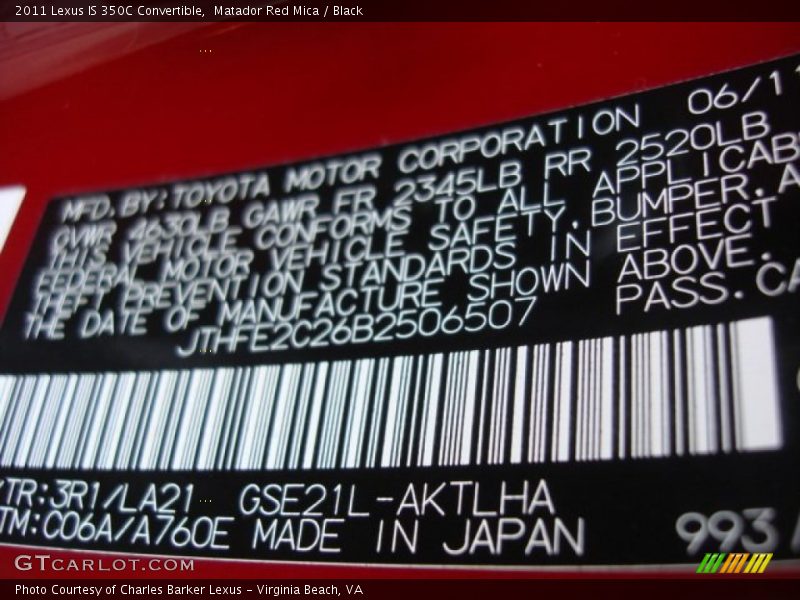 2011 Lexus IS 350C Convertible,  Matador Red Mica / Black
MFD. BY: TOYOTA MOTOR CORPORATION 06/11
GVWR 4630LB GAWR FR 2345LB RR 2520LB
THIS VEHICLE CONFORMS TO ALL APPLICAB
FEDERAL MOTOR VEHICLE SAFETY, BUMPER, A
THEFT PREVENTION STANDARDS IN EFFECT
THE DATE OF MANUFACTURE SHOWN ABOVE.
JTHFE2C26B2506507 PASS. CA
/TR: 3R1/LA21 GSE21L-AKTLHA
TM: C06A/A760E MADE IN JAPAN 993
GTCARLOT.COM
Photo Courtesy of Charles Barker Lexus - Virginia Beach, VA